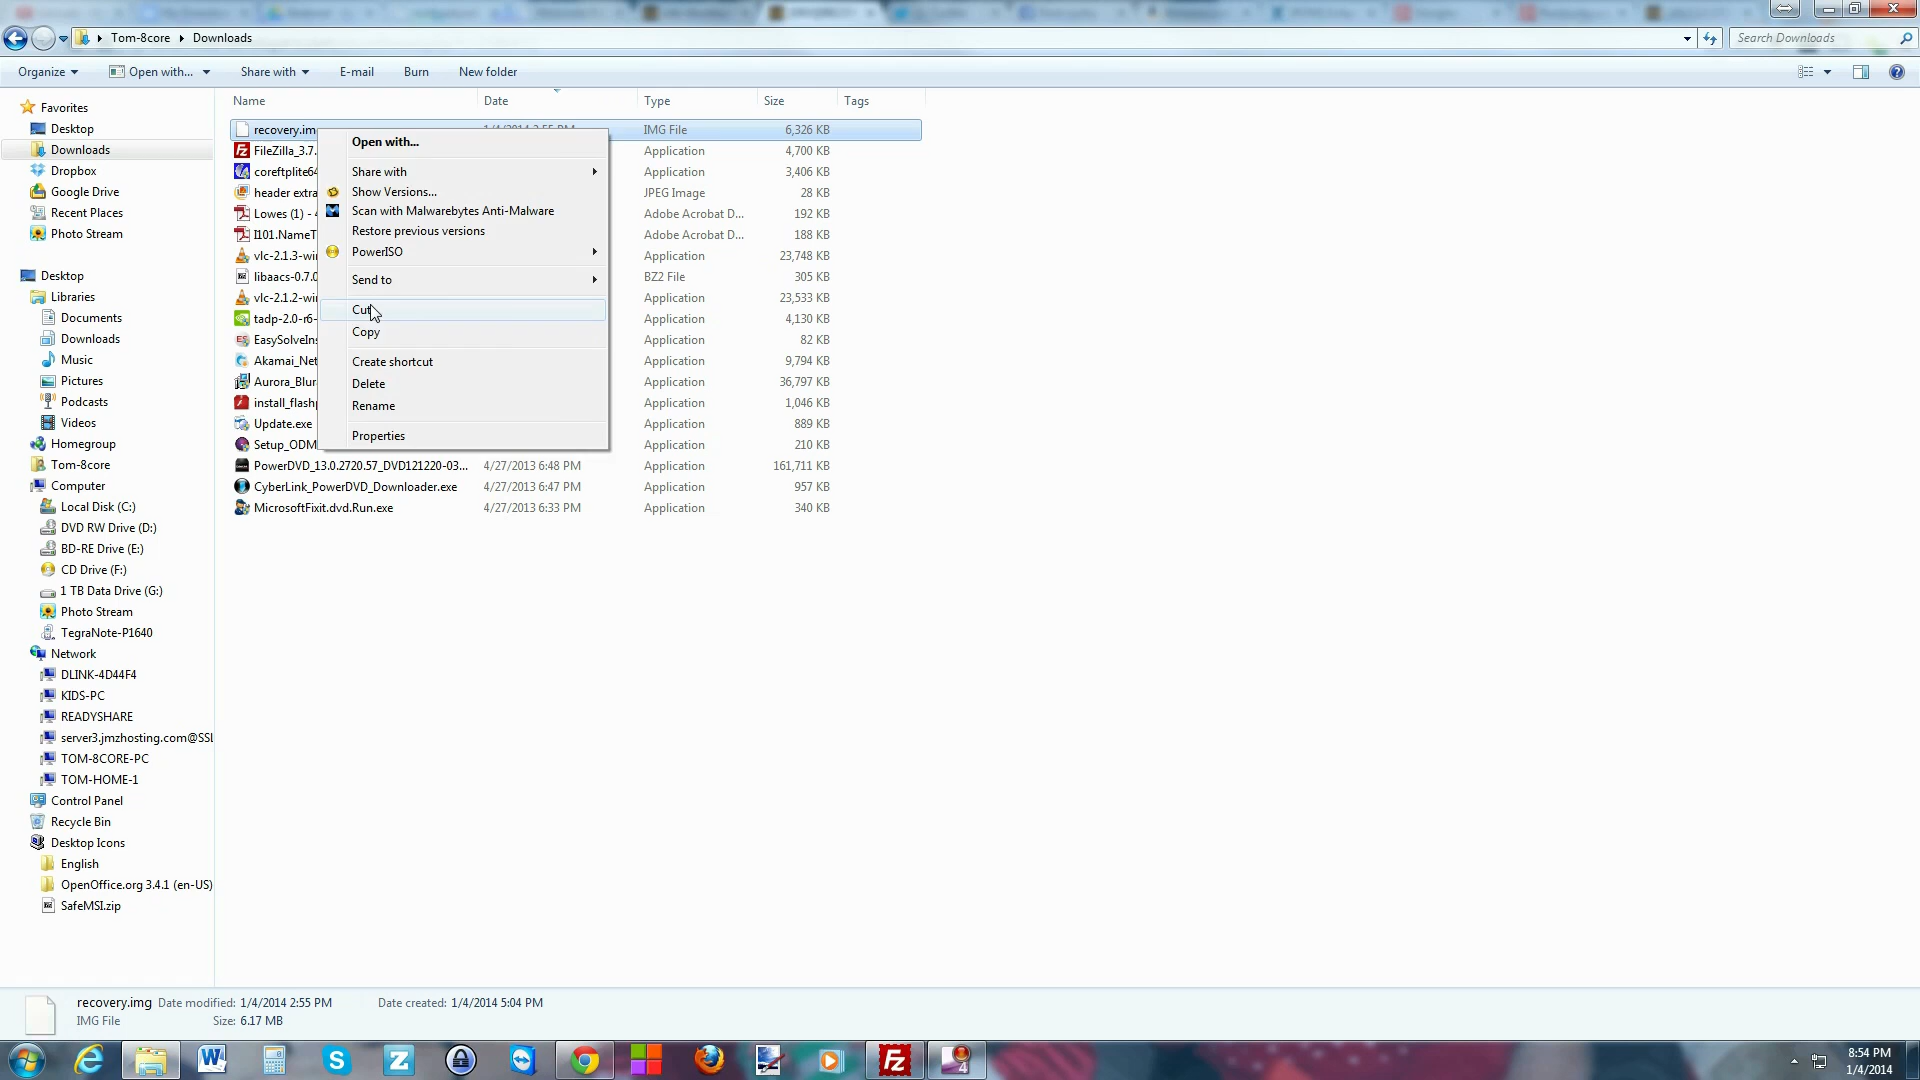 Tom-8core Downloads
Search Downloads
Organize Open with... Share with E-mail Burn New folder
Name Date Type Size Tags
Favorites
Desktop
Downloads
Dropbox
Google Drive
Recent Places
Photo Stream
Desktop
Libraries
Documents
Downloads
Music
Pictures
Podcasts
Videos
Homegroup
Tom-8core
Computer
Local Disk (C:)
DVD RW Drive (D:)
BD-RE Drive (E:)
CD Drive (F:)
1 TB Data Drive (G:)
Photo Stream
TegraNote-P1640
Network
DLINK-4D44F4
KIDS-PC
READYSHARE
server3.jmzhosting.com@SSL
TOM-8CORE-PC
TOM-HOME-1
Control Panel
Recycle Bin
Desktop Icons
English
OpenOffice.org 3.4.1 (en-US)
SafeMSI.zip
recovery.im IMG File 6,326 KB
FileZilla_3.7. Application 4,700 KB
coreftplite64 Application 3,406 KB
header extra JPEG Image 28 KB
Lowes (1) - Adobe Acrobat D... 192 KB
I101.NameT Adobe Acrobat D... 188 KB
vlc-2.1.3-wi Application 23,748 KB
libaacs-0.7.0 BZ2 File 305 KB
vlc-2.1.2-wi Application 23,533 KB
tadp-2.0-r6- Application 4,130 KB
EasySolveIns Application 82 KB
Akamai_Net Application 9,794 KB
Aurora_Blu Application 36,797 KB
install_flashp Application 1,046 KB
Update.exe Application 889 KB
Setup_ODM Application 210 KB
PowerDVD_13.0.2720.57_DVD121220-03... 4/27/2013 6:48 PM Application 161,711 KB
CyberLink_PowerDVD_Downloader.exe 4/27/2013 6:47 PM Application 957 KB
MicrosoftFixit.dvd.Run.exe 4/27/2013 6:33 PM Application 340 KB
Open with...
Share with
Show Versions...
Scan with Malwarebytes Anti-Malware
Restore previous versions
PowerISO
Send to
Cut
Copy
Create shortcut
Delete
Rename
Properties
recovery.img Date modified: 1/4/2014 2:55 PM Date created: 1/4/2014 5:04 PM
IMG File Size: 6.17 MB
8:54 PM
1/4/2014